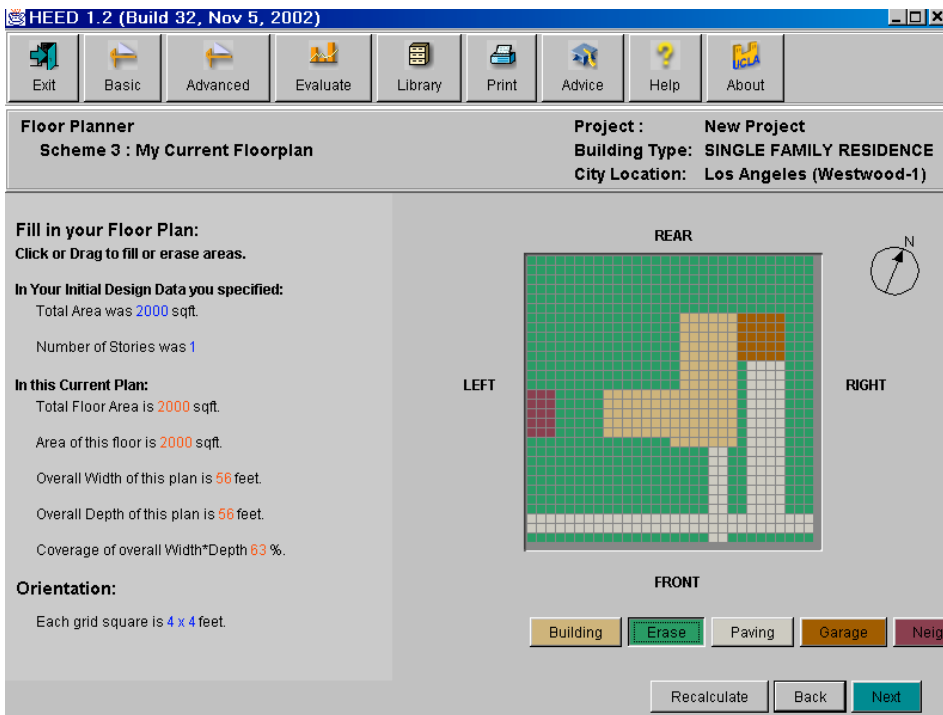 HEED 1.2 (Build 32, Nov 5, 2002)
Exit Basic Advanced Evaluate Library Print Advice Help About
UCLA
Floor Planner
Scheme 3 : My Current Floorplan
Project : New Project
Building Type: SINGLE FAMILY RESIDENCE
City Location: Los Angeles (Westwood-1)
Fill in your Floor Plan:
Click or Drag to fill or erase areas.
In Your Initial Design Data you specified:
Total Area was 2000 sqft.
Number of Stories was 1
In this Current Plan:
Total Floor Area is 2000 sqft.
Area of this floor is 2000 sqft.
Overall Width of this plan is 56 feet.
Overall Depth of this plan is 56 feet.
Coverage of overall Width*Depth 63 %.
Orientation:
Each grid square is 4 x 4 feet.
REAR
N
LEFT
RIGHT
FRONT
Building Erase Paving Garage Neig
Recalculate Back Next